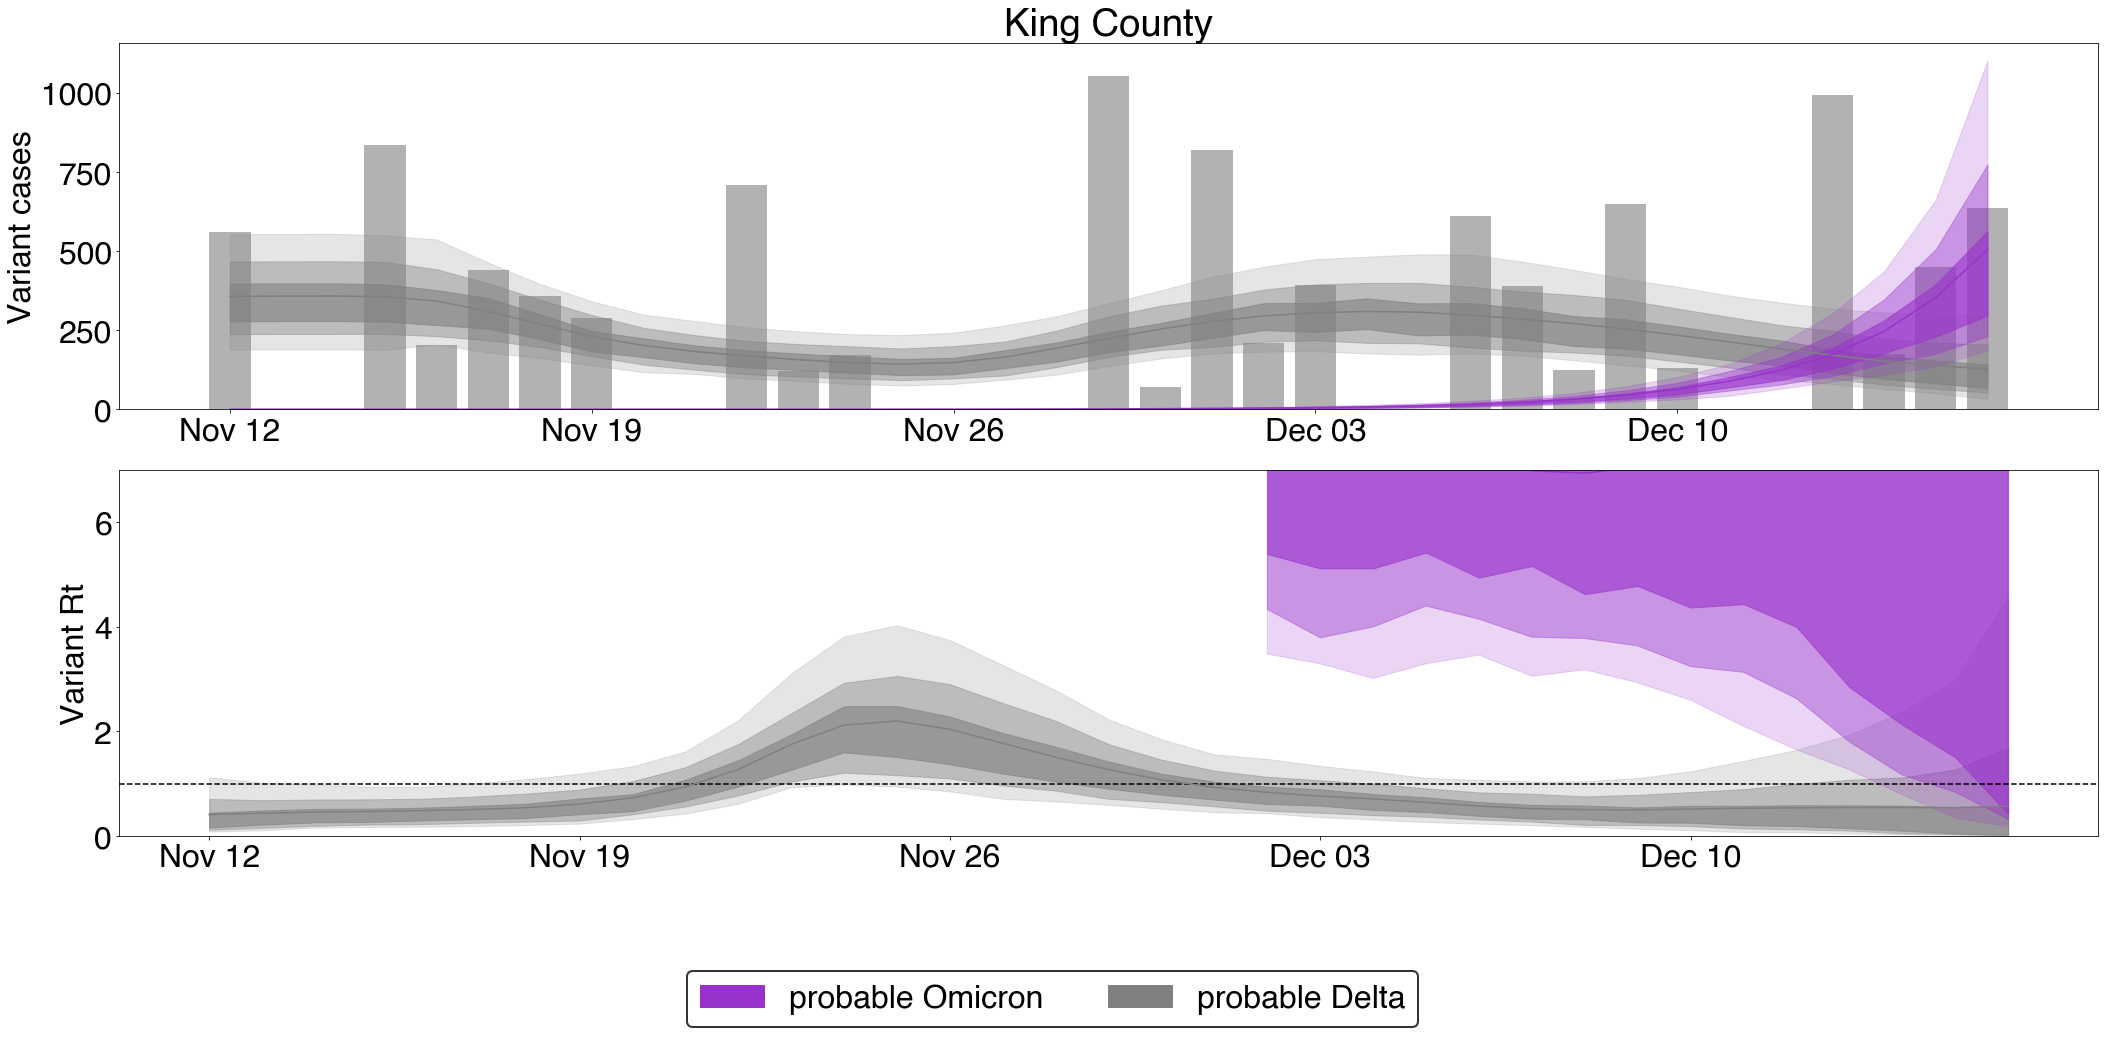 King County
Variant cases
1000
750
500
250
0
Nov 12 Nov 19 Nov 26 Dec 03 Dec 10
Variant Rt
6
4
2
0
Nov 12 Nov 19 Nov 26 Dec 03 Dec 10
probable Omicron probable Delta